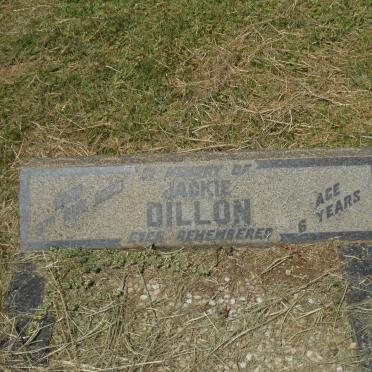 IN MEMORY OF
JACKIE
DILLON
EVER REMEMBERED
AGE
6 YEARS